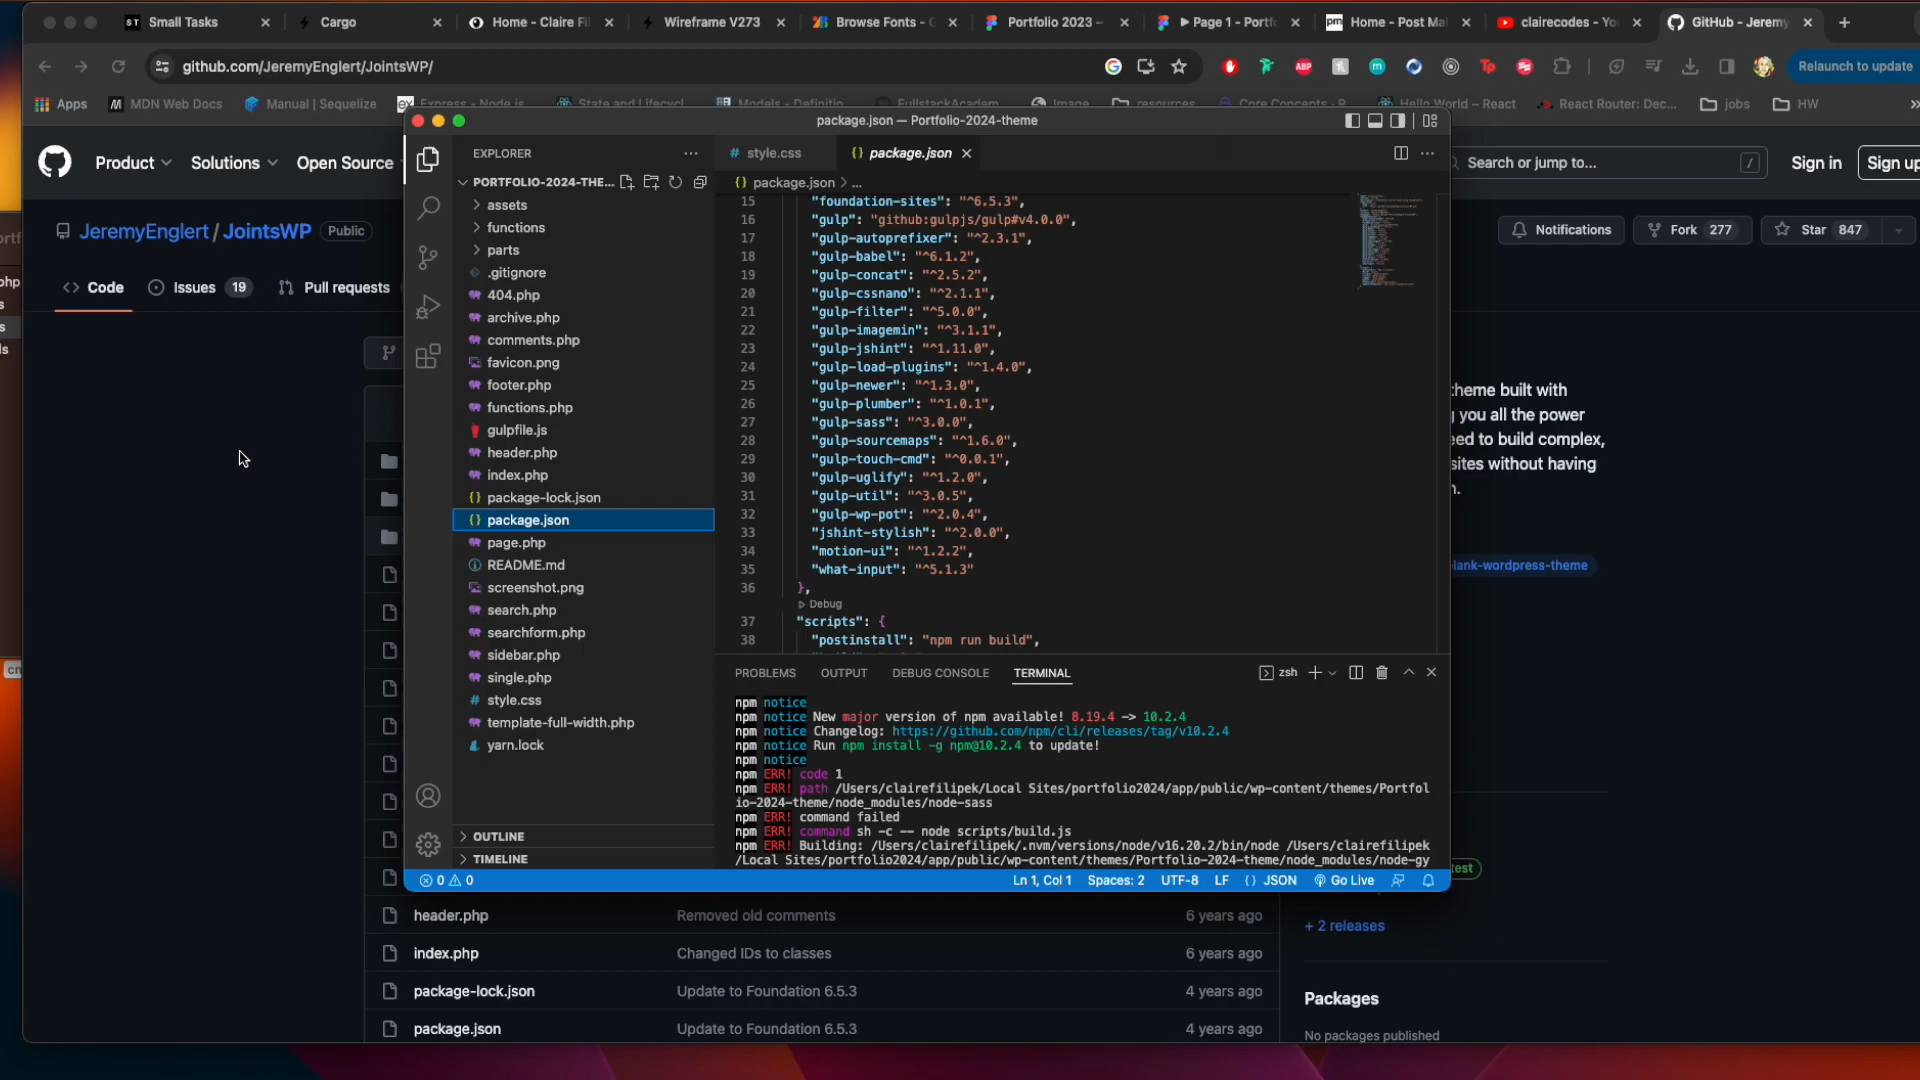 Small Tasks
Cargo
Home - Claire Fil
Wireframe V273
Browse Fonts -
Portfolio 2023 –
Page 1 – Portf
Home - Post Ma
clairecodes - Yo
GitHub - Jeremy
github.com/JeremyEnglert/JointsWP/
Relaunch to update
Apps
MDN Web Docs
Manual | Sequelize
Express - Node.js
State and Lifecycl
Models - Definitio
FullstackAcadem
Image
resources
Core Concepts - R
Hello World – React
React Router: Dec...
jobs
HW
Product
Solutions
Open Source
Search or jump to...
/
Sign in
Sign up
JeremyEnglert / JointsWP
Public
Notifications
Fork 277
Star 847
Code
Issues 19
Pull requests
package.json — Portfolio-2024-theme
EXPLORER
PORTFOLIO-2024-THE...
assets
functions
parts
.gitignore
404.php
archive.php
comments.php
favicon.png
footer.php
functions.php
gulpfile.js
header.php
index.php
package-lock.json
package.json
page.php
README.md
screenshot.png
search.php
searchform.php
sidebar.php
single.php
style.css
template-full-width.php
yarn.lock
OUTLINE
TIMELINE
style.css
package.json
package.json > ...
15 "foundation-sites": "^6.5.3",
16 "gulp": "github:gulpjs/gulp#v4.0.0",
17 "gulp-autoprefixer": "^2.3.1",
18 "gulp-babel": "^6.1.2",
19 "gulp-concat": "^2.5.2",
20 "gulp-cssnano": "^2.1.1",
21 "gulp-filter": "^5.0.0",
22 "gulp-imagemin": "^3.1.1",
23 "gulp-jshint": "^1.11.0",
24 "gulp-load-plugins": "^1.4.0",
25 "gulp-newer": "^1.3.0",
26 "gulp-plumber": "^1.0.1",
27 "gulp-sass": "^3.0.0",
28 "gulp-sourcemaps": "^1.6.0",
29 "gulp-touch-cmd": "^0.0.1",
30 "gulp-uglify": "^1.2.0",
31 "gulp-util": "^3.0.5",
32 "gulp-wp-pot": "^2.0.4",
33 "jshint-stylish": "^2.0.0",
34 "motion-ui": "^1.2.2",
35 "what-input": "^5.1.3"
36 },
Debug
37 "scripts": {
38 "postinstall": "npm run build",
PROBLEMS
OUTPUT
DEBUG CONSOLE
TERMINAL
zsh
npm notice
npm notice New major version of npm available! 8.19.4 -> 10.2.4
npm notice Changelog: https://github.com/npm/cli/releases/tag/v10.2.4
npm notice Run npm install -g npm@10.2.4 to update!
npm notice
npm ERR! code 1
npm ERR! path /Users/clairefilipek/Local Sites/portfolio2024/app/public/wp-content/themes/Portfol
io-2024-theme/node_modules/node-sass
npm ERR! command failed
npm ERR! command sh -c -- node scripts/build.js
npm ERR! Building: /Users/clairefilipek/.nvm/versions/node/v16.20.2/bin/node /Users/clairefilipek
/Local Sites/portfolio2024/app/public/wp-content/themes/Portfolio-2024-theme/node_modules/node-gy
0 0
Ln 1, Col 1
Spaces: 2
UTF-8
LF
{} JSON
Go Live
heme built with
you all the power
eed to build complex,
sites without having
lank-wordpress-theme
test
header.php
Removed old comments
6 years ago
index.php
Changed IDs to classes
6 years ago
package-lock.json
Update to Foundation 6.5.3
4 years ago
package.json
Update to Foundation 6.5.3
4 years ago
+ 2 releases
Packages
No packages published